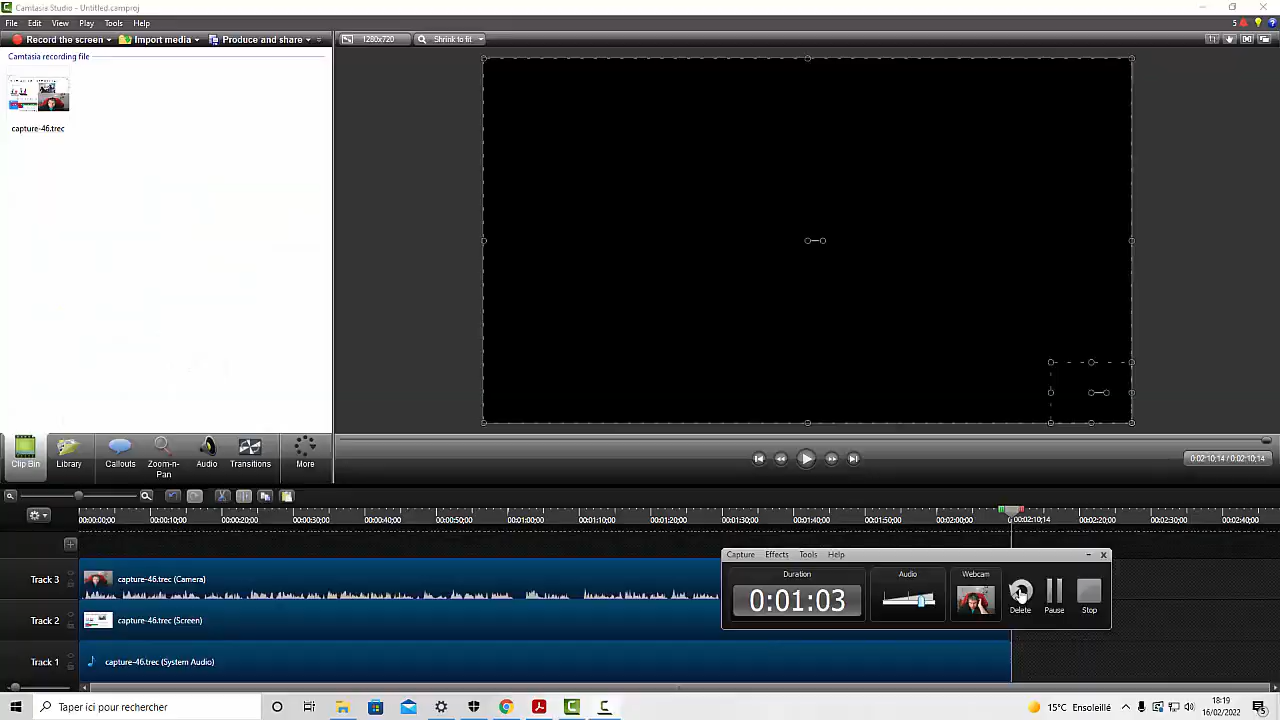 Camtasia Studio - Untitled.camproj
File Edit View Play Tools Help
5
Record the screen Import media Produce and share
1280x720 Shrink to fit
Camtasia recording file
capture-46.trec
Clip Bin Library Callouts Zoom-n-Pan Audio Transitions More
0:02:10;14 / 0:02:10;14
00:00:00;00 00:00:10;00 00:00:20;00 00:00:30;00 00:00:40;00 00:00:50;00 00:01:00;00 00:01:10;00 00:01:20;00 00:01:30;00 00:01:40;00 00:01:50;00 00:02:00;00 00:02:10;14 00:02:20;00 00:02:30;00 00:02:40;00
Capture Effects Tools Help
Duration Audio Webcam
0:01:03
Delete Pause Stop
Track 3 capture-46.trec (Camera)
Track 2 capture-46.trec (Screen)
Track 1 capture-46.trec (System Audio)
Taper ici pour rechercher
15°C Ensoleillé
18:19
16/02/2022